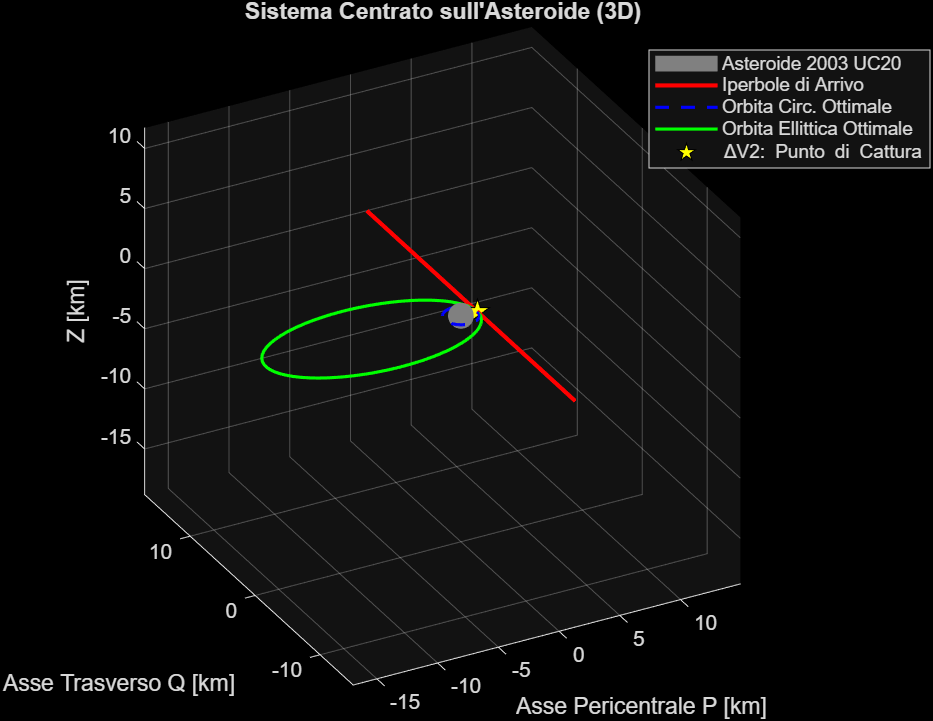 Sistema Centrato sull'Asteroide (3D)
Asteroide 2003 UC20
Iperbole di Arrivo
Orbita Circ. Ottimale
Orbita Ellittica Ottimale
ΔV2: Punto di Cattura
10
5
0
-5
-10
-15
Z [km]
10
0
-10
Asse Trasverso Q [km]
-15
-10
-5
0
5
10
Asse Pericentrale P [km]